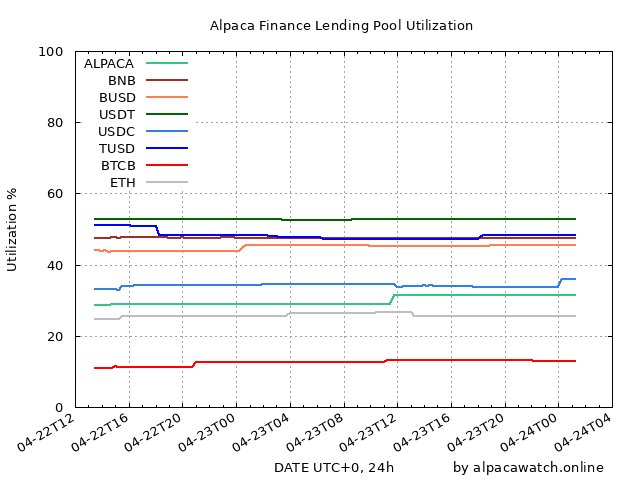 Alpaca Finance Lending Pool Utilization
100
80
60
40
20
0
Utilization %
ALPACA
BNB
BUSD
USDT
USDC
TUSD
BTCB
ETH
04-22T12
04-22T16
04-22T20
04-23T00
04-23T04
04-23T08
04-23T12
04-23T16
04-23T20
04-24T00
04-24T04
DATE UTC+0, 24h
by alpacawatch.online